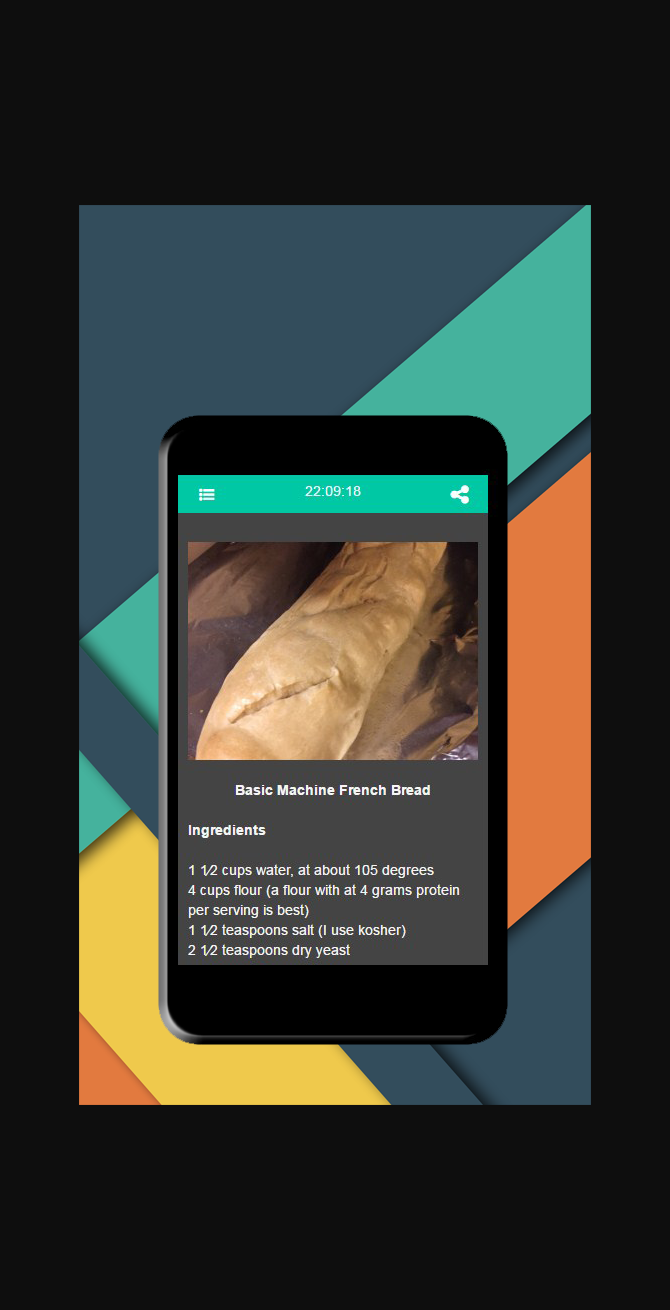 22:09:18
Basic Machine French Bread
Ingredients
1 1⁄2 cups water, at about 105 degrees
4 cups flour (a flour with at 4 grams protein
per serving is best)
1 1⁄2 teaspoons salt (I use kosher)
2 1⁄2 teaspoons dry yeast